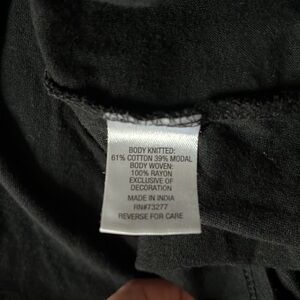 BODY KNITTED:
61% COTTON 39% MODAL
BODY WOVEN:
100% RAYON
EXCLUSIVE OF
DECORATION
MADE IN INDIA
RN#73277
REVERSE FOR CARE